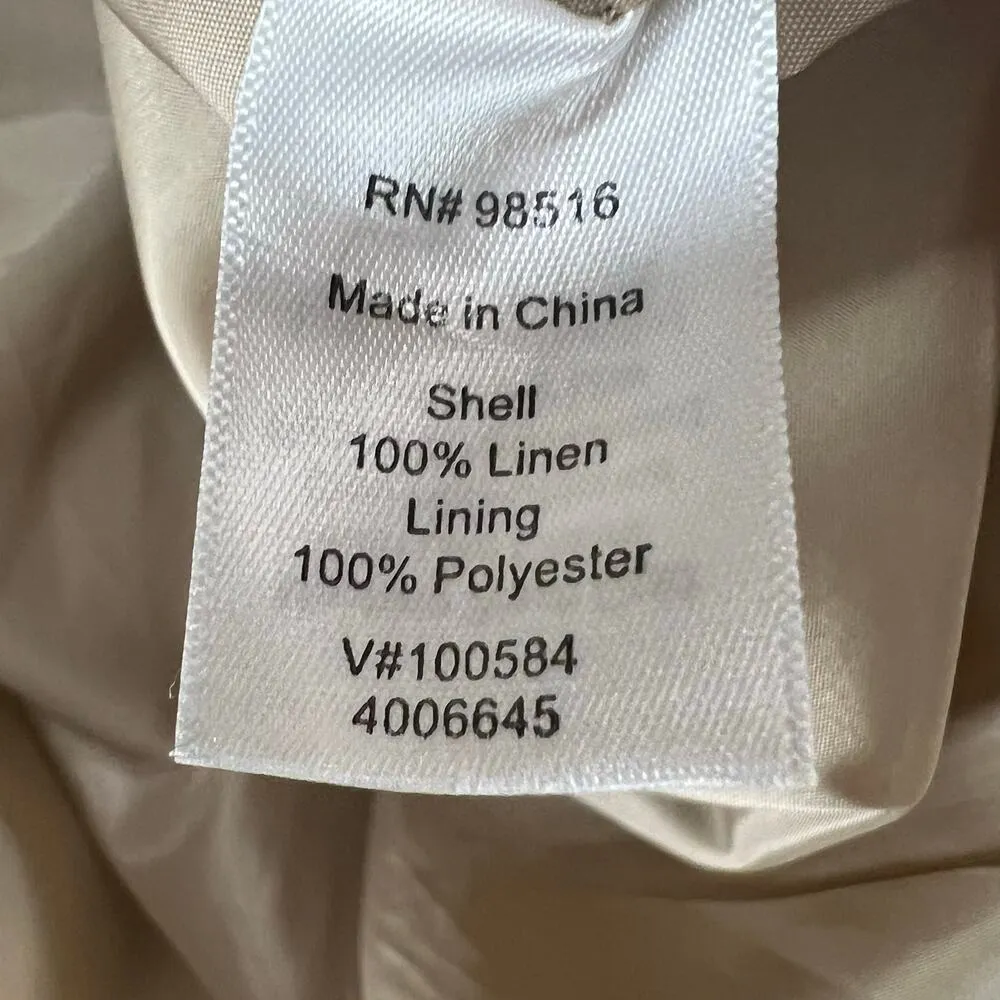 RN# 98516
Made in China
Shell
100% Linen
Lining
100% Polyester
V#100584
4006645